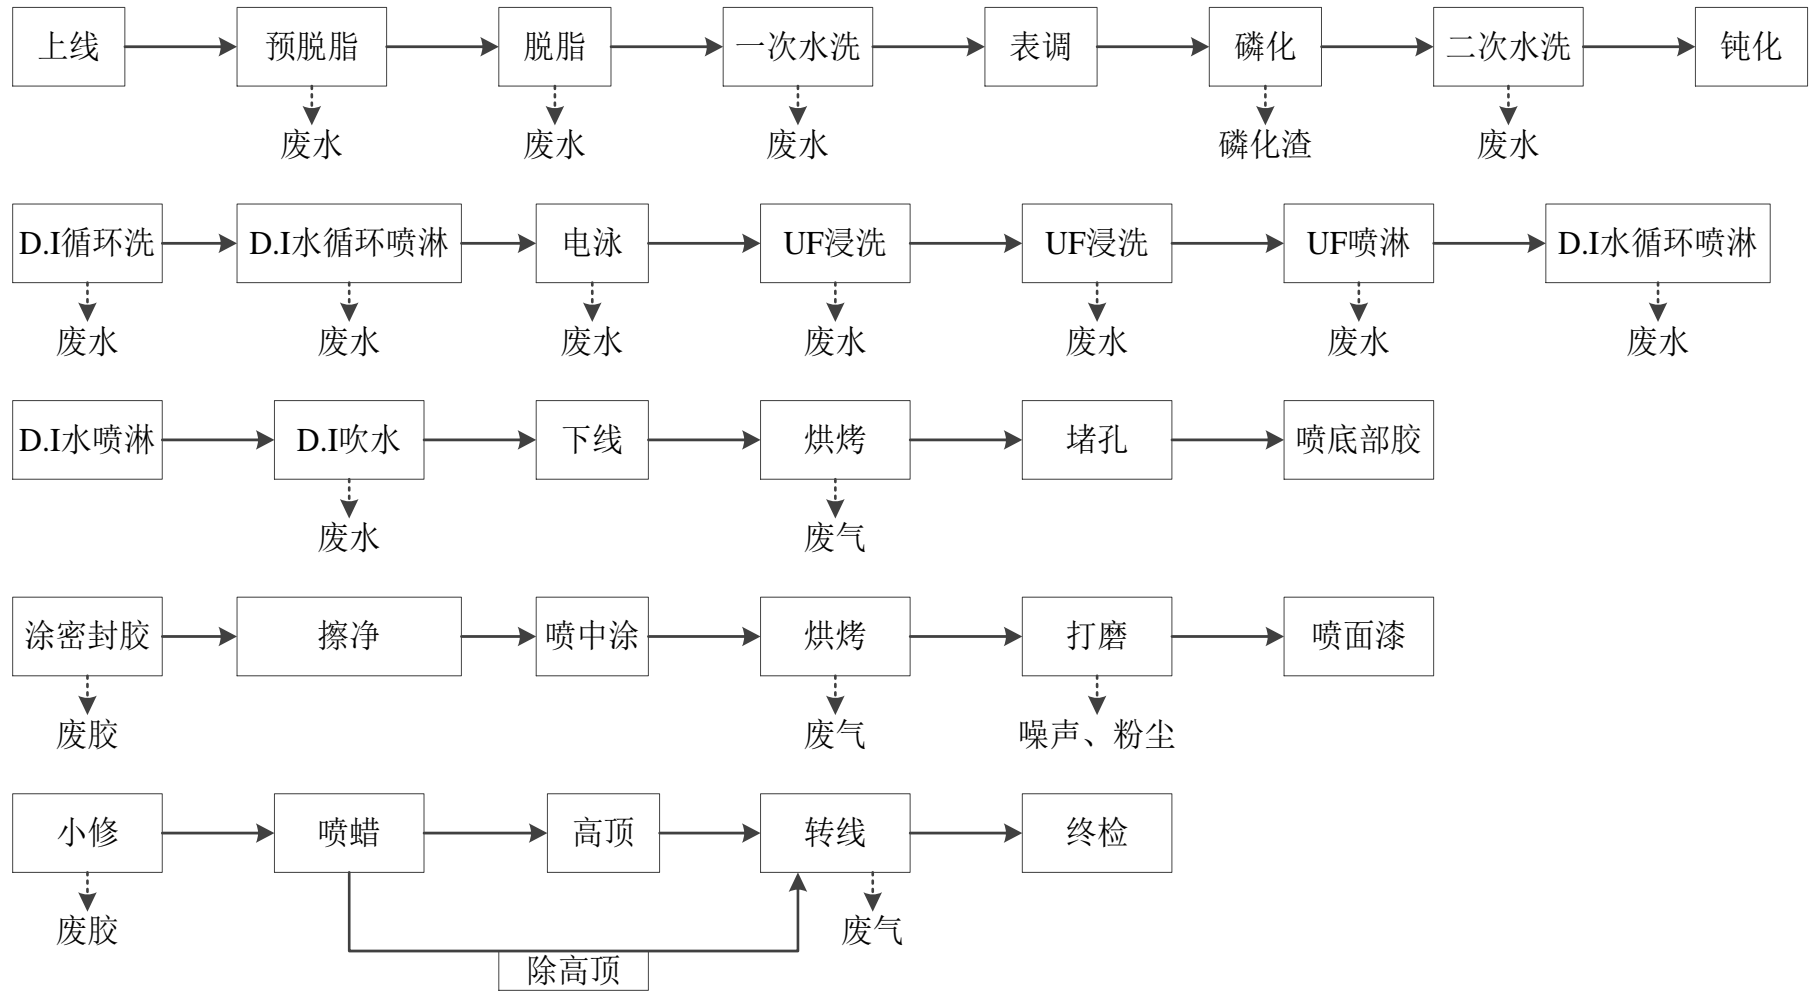 上线 预脱脂 脱脂 一次水洗 表调 磷化 二次水洗 钝化
废水 废水 废水 磷化渣 废水
D.I循环洗 D.I水循环喷淋 电泳 UF浸洗 UF浸洗 UF喷淋 D.I水循环喷淋
废水 废水 废水 废水 废水 废水 废水
D.I水喷淋 D.I吹水 下线 烘烤 堵孔 喷底部胶
废水 废气
涂密封胶 擦净 喷中涂 烘烤 打磨 喷面漆
废胶 废气 噪声、粉尘
小修 喷蜡 高顶 转线 终检
废胶 废气
除高顶